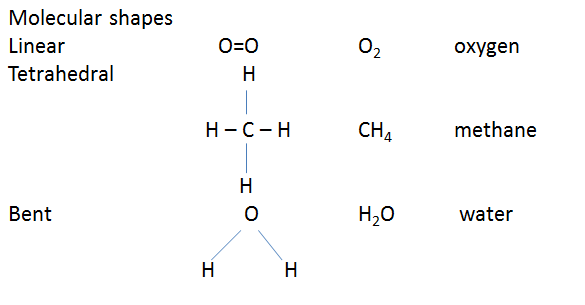 Molecular shapes
Linear O=O O₂ oxygen
Tetrahedral H
H – C – H CH₄ methane
H
Bent O H₂O water
H H